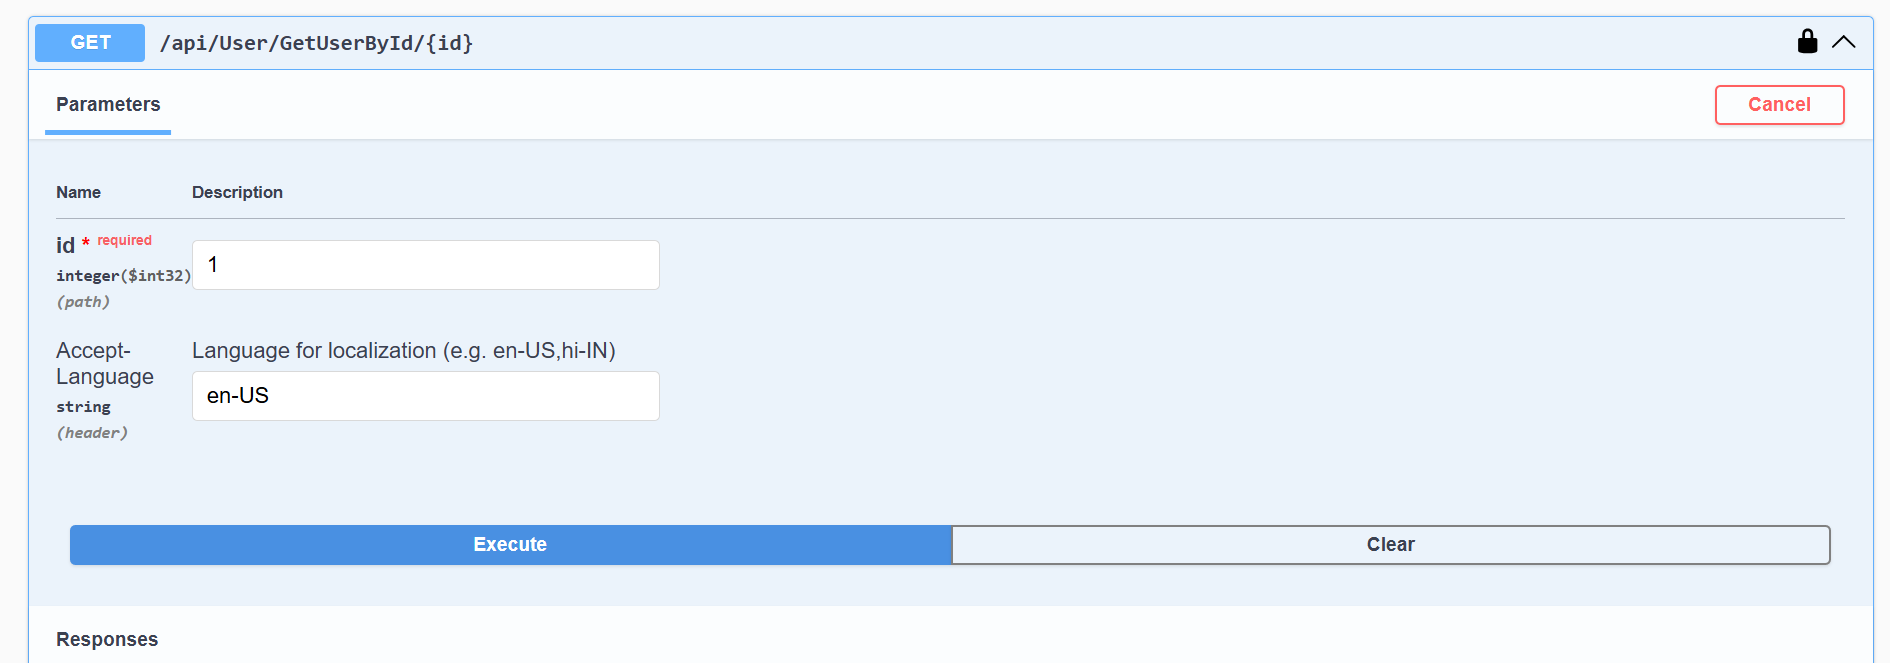 GET /api/User/GetUserById/{id}
Parameters
Cancel
Name Description
id * required
integer($int32)
(path)
1
Accept-
Language
string
(header)
Language for localization (e.g. en-US,hi-IN)
en-US
Execute Clear
Responses